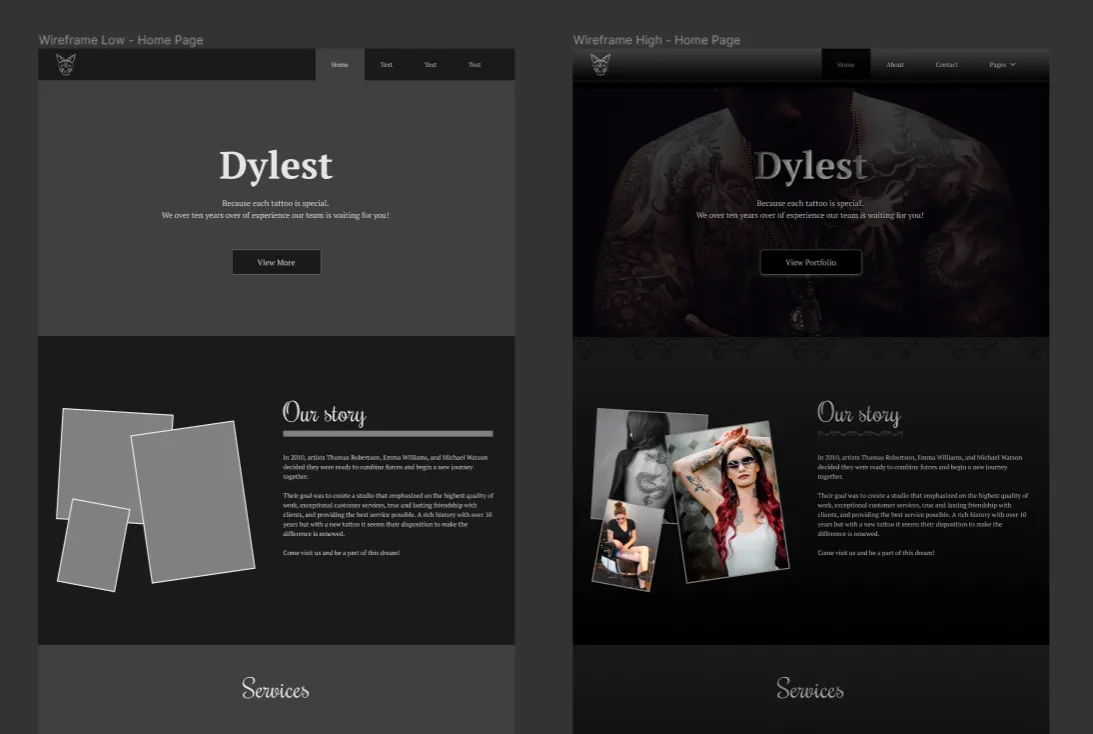 Wireframe Low - Home Page
Home Test Test Test
Dylest
Because each tattoo is special.
We over ten years over of experience our team is waiting for you!
View More
Our story
In 2010, artists Thomas Robertson, Emma Williams, and Michael Watson
decided they were ready to combine forces and begin a new journey
together.
Their goal was to create a studio that emphasized on the highest quality of
work, exceptional customer services, true and lasting friendship with
clients, and providing the best service possible. A rich history with over 10
years but with a new tattoo it seems their disposition to make the
difference is renewed.
Come visit us and be a part of this dream!
Services
Wireframe High - Home Page
Home About Contact Pages
Dylest
Because each tattoo is special.
We over ten years over of experience our team is waiting for you!
View Portfolio
Our story
In 2010, artists Thomas Robertson, Emma Williams, and Michael Watson
decided they were ready to combine forces and begin a new journey
together.
Their goal was to create a studio that emphasized on the highest quality of
work, exceptional customer services, true and lasting friendship with
clients, and providing the best service possible. A rich history with over 10
years but with a new tattoo it seems their disposition to make the
difference is renewed.
Come visit us and be a part of this dream!
Services